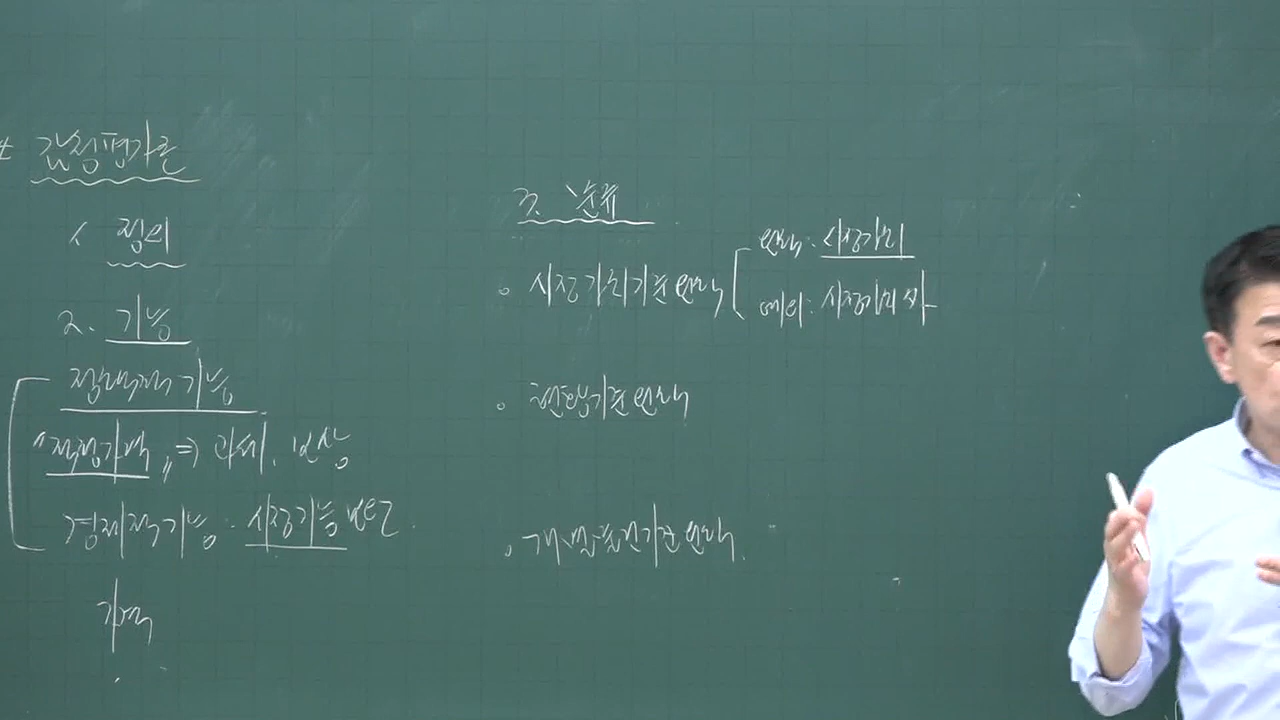 # 감정평가론
1. 정의
2. 기능
정책적 기능
"적정가격" ⇒ 과세, 보상
경제적 기능 - 시장기능 보완
가격
3. 분류
○ 시장가치기준 원칙
원칙 : 시장가치
예외 : 시장가치 外
○ 현황기준 원칙
○ 개별물건기준 원칙.